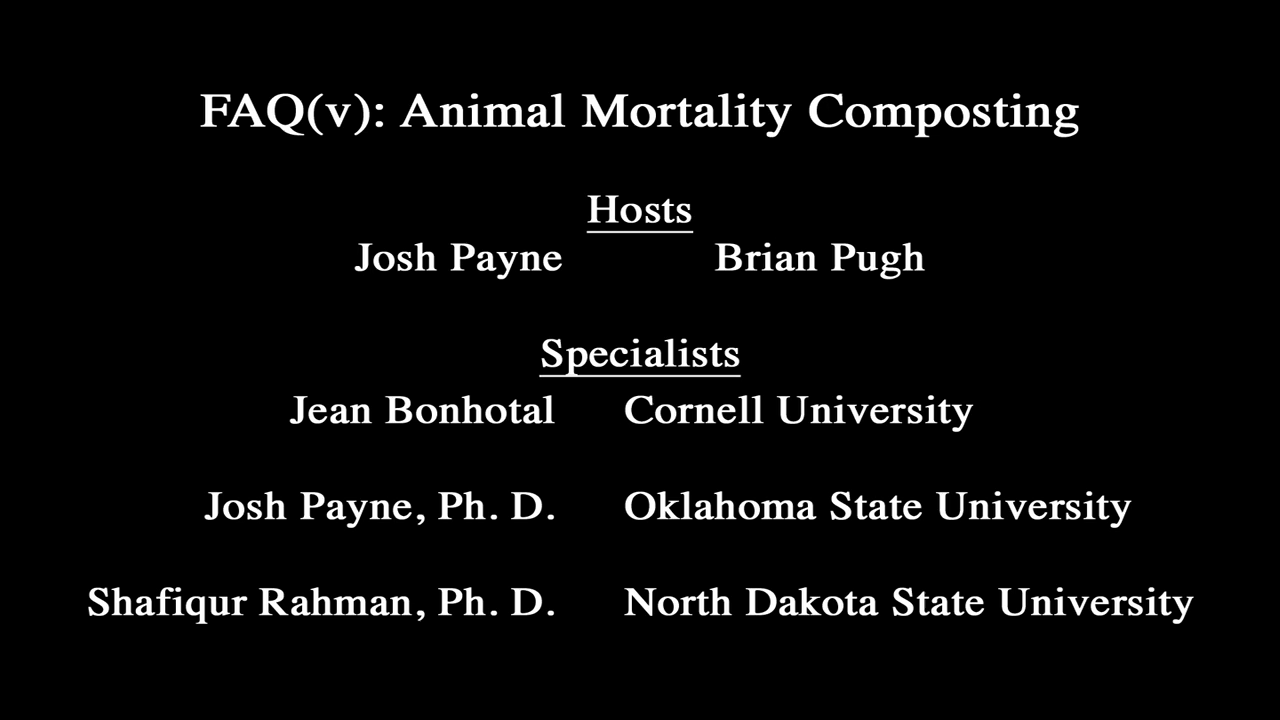 FAQ(v): Animal Mortality Composting
Hosts
Josh Payne Brian Pugh
Specialists
Jean Bonhotal Cornell University
Josh Payne, Ph. D. Oklahoma State University
Shafiqur Rahman, Ph. D. North Dakota State University